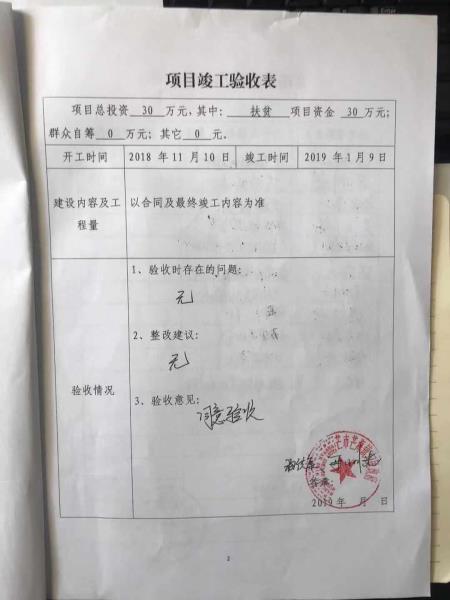 项目竣工验收表
项目总投资 30 万元,其中: 扶贫 项目资金 30 万元;
群众自筹 0 万元; 其它 0 元。
开工时间 2018 年 11 月 10 日 竣工时间 2019 年 1 月 9 日
建设内容及工
程量
以合同及最终竣工内容为准
验收情况
1、验收时存在的问题:
无
2、整改建议:
无
3、验收意见:
同意验收
签章:
2019 年 月 日
2